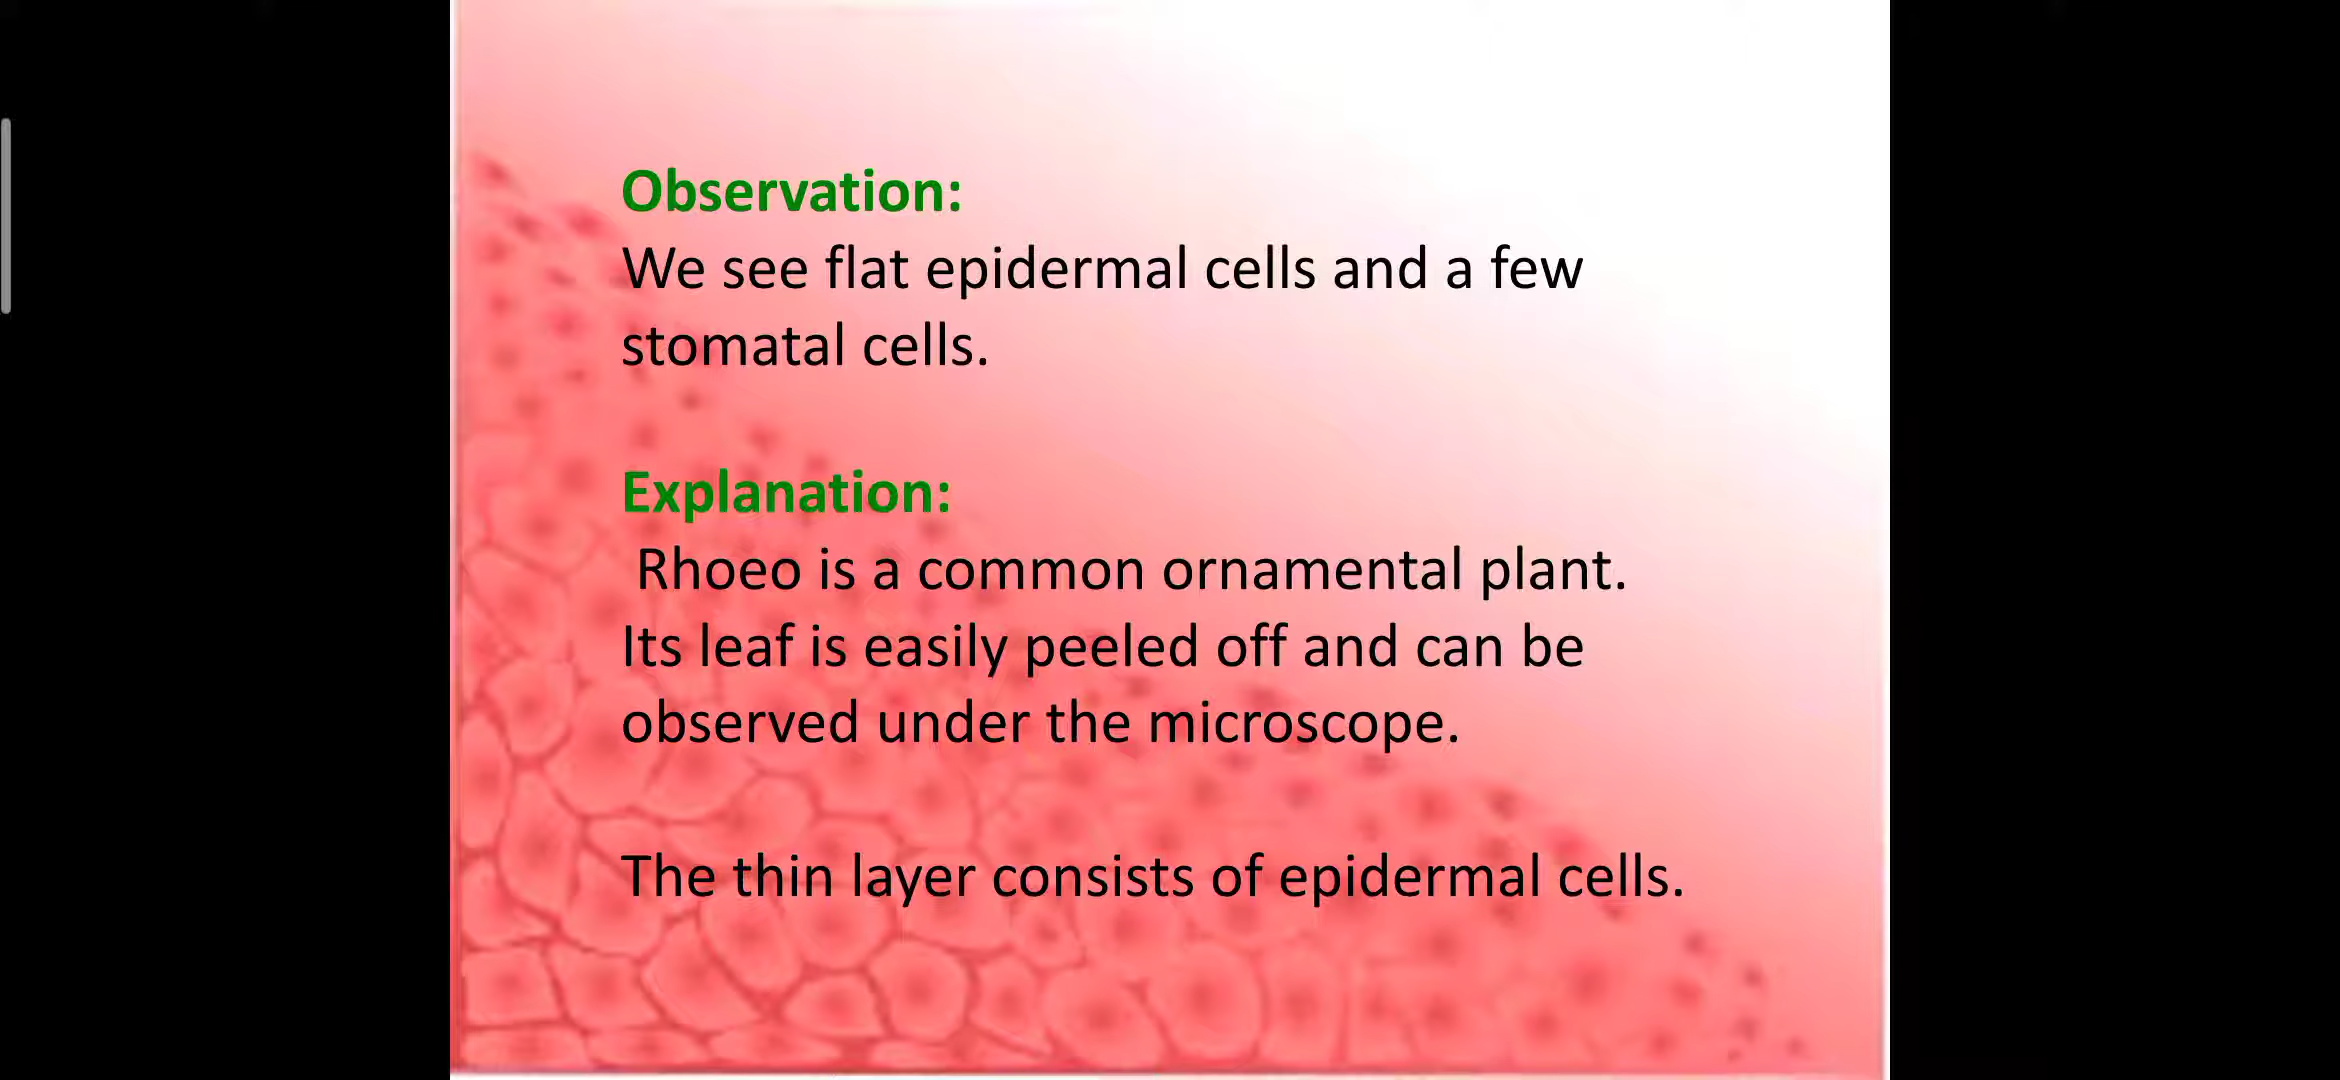 Observation:
We see flat epidermal cells and a few
stomatal cells.
Explanation:
Rhoeo is a common ornamental plant.
Its leaf is easily peeled off and can be
observed under the microscope.
The thin layer consists of epidermal cells.